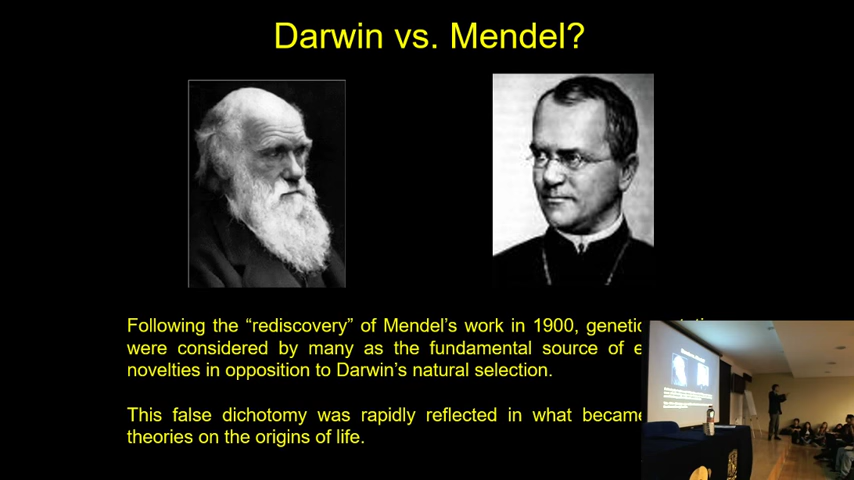 Darwin vs. Mendel?
Following the “rediscovery” of Mendel’s work in 1900, genetic
were considered by many as the fundamental source of
novelties in opposition to Darwin’s natural selection.
This false dichotomy was rapidly reflected in what became
theories on the origins of life.